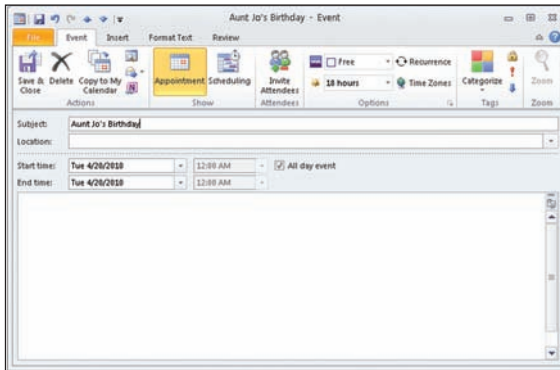 Aunt Jo's Birthday - Event
File Event Insert Format Text Review
Save & Close Delete Copy to My Calendar Appointment Scheduling Invite Attendees Free 18 hours Recurrence Time Zones Categorize Zoom
Actions Show Attendees Options Tags Zoom
Subject: Aunt Jo's Birthday
Location:
Start time: Tue 4/20/2010 12:00 AM All day event
End time: Tue 4/20/2010 12:00 AM